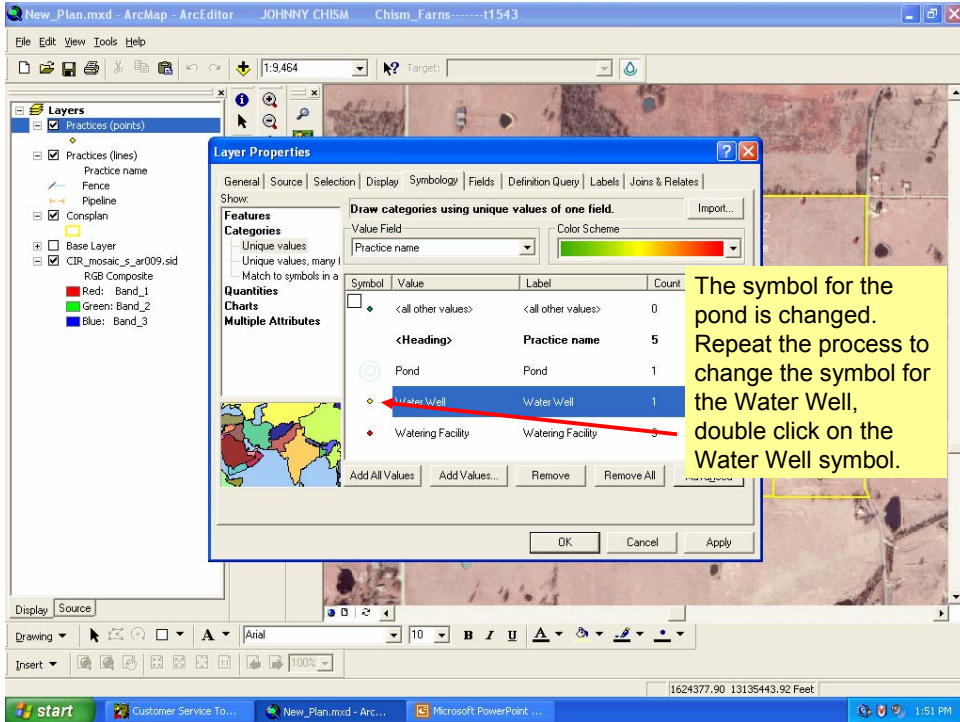 New_Plan.mxd - ArcMap - ArcEditor JOHNNY CHISM Chism_Farns-------t1543
File Edit View Tools Help
1:9,464 Target:
Layers
Practices (points)
Practices (lines)
Practice name
Fence
Pipeline
Consplan
Base Layer
CIR_mosaic_s_ar009.sid
RGB Composite
Red: Band_1
Green: Band_2
Blue: Band_3
Display Source
Layer Properties
General Source Selection Display Symbology Fields Definition Query Labels Joins & Relates
Show:
Features
Categories
Unique values
Unique values, many
Match to symbols in a
Quantities
Charts
Multiple Attributes
Draw categories using unique values of one field.
Import...
Value Field
Color Scheme
Practice name
Symbol Value Label Count
<all other values> <all other values> 0
<Heading> Practice name 5
Pond Pond 1
Water Well Water Well 1
Watering Facility Watering Facility 3
Add All Values Add Values... Remove Remove All Advanced
OK Cancel Apply
The symbol for the
pond is changed.
Repeat the process to
change the symbol for
the Water Well,
double click on the
Water Well symbol.
Drawing A Arial 10 B I U A
Insert 100%
1624377.90 13135443.92 Feet
start Customer Service To... New_Plan.mxd - Arc... Microsoft PowerPoint ... 1:51 PM